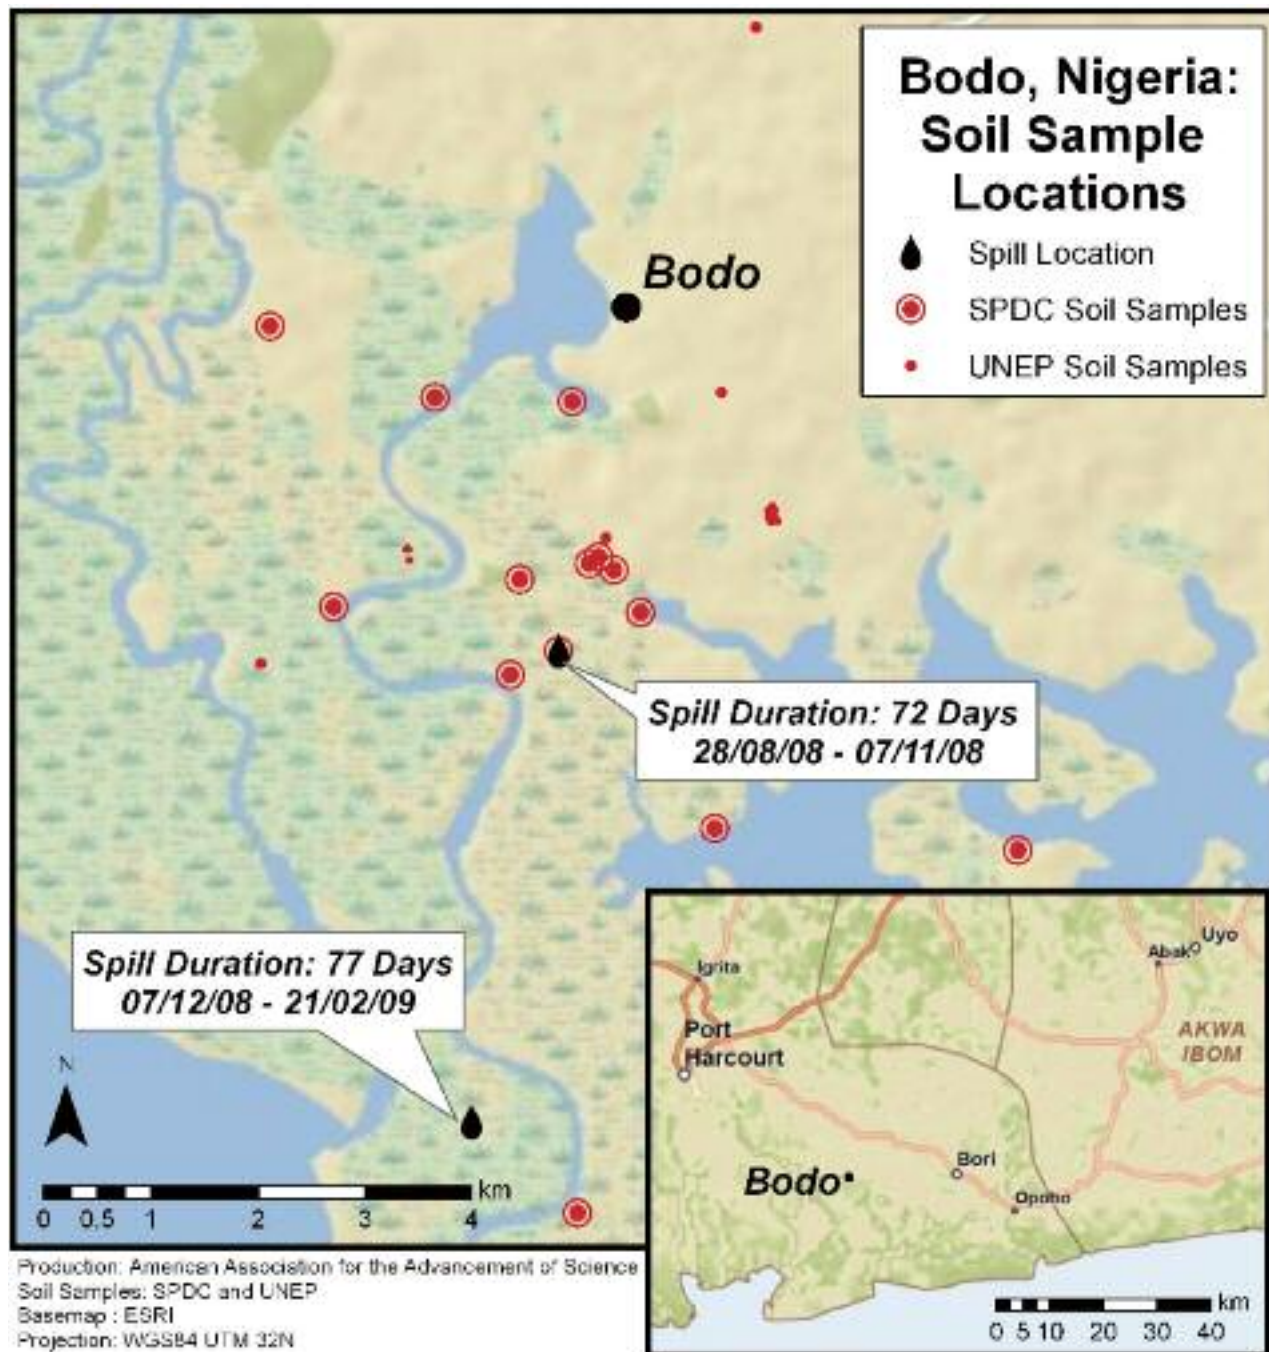 Bodo, Nigeria:
Soil Sample
Locations
Spill Location
SPDC Soil Samples
UNEP Soil Samples
Bodo
Spill Duration: 72 Days
28/08/08 - 07/11/08
Spill Duration: 77 Days
07/12/08 - 21/02/09
N
km
0 0.5 1 2 3 4
Igrita
Port
Harcourt
Abak
Uyo
AKWA
IBOM
Bori
Bodo
Opobo
km
0 5 10 20 30 40
Production: American Association for the Advancement of Science
Soil Samples: SPDC and UNEP
Basemap : ESRI
Projection: WGS84 UTM 32N